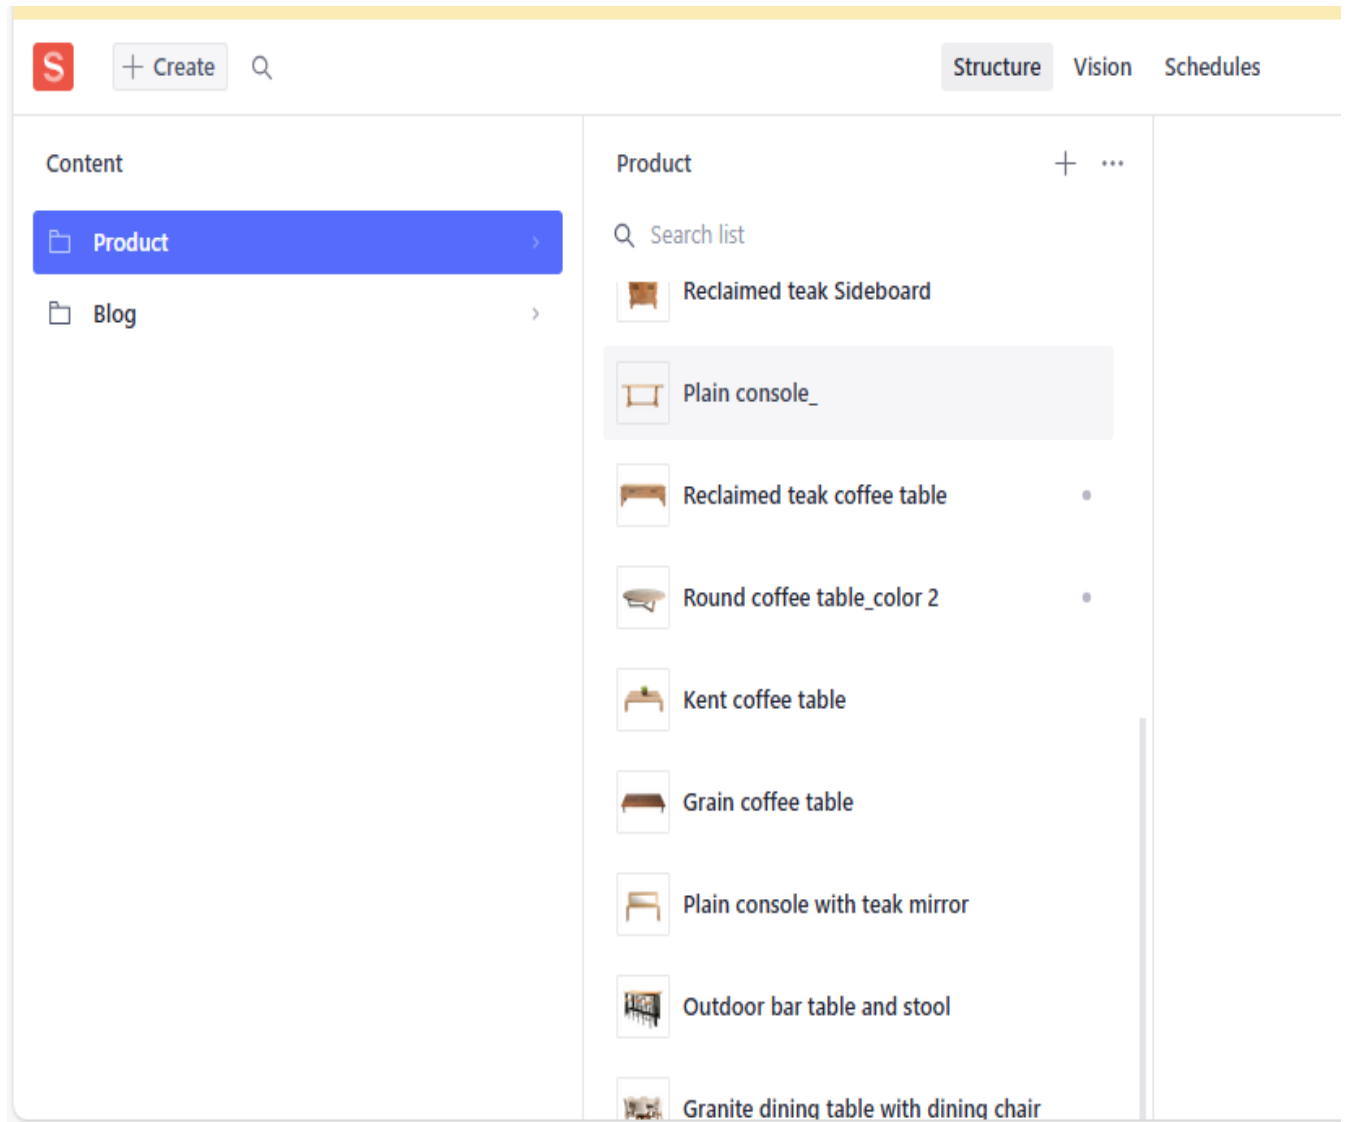 S
Create
Structure
Vision
Schedules
Content
Product
Blog
Product
Search list
Reclaimed teak Sideboard
Plain console_
Reclaimed teak coffee table
Round coffee table_color 2
Kent coffee table
Grain coffee table
Plain console with teak mirror
Outdoor bar table and stool
Granite dining table with dining chair